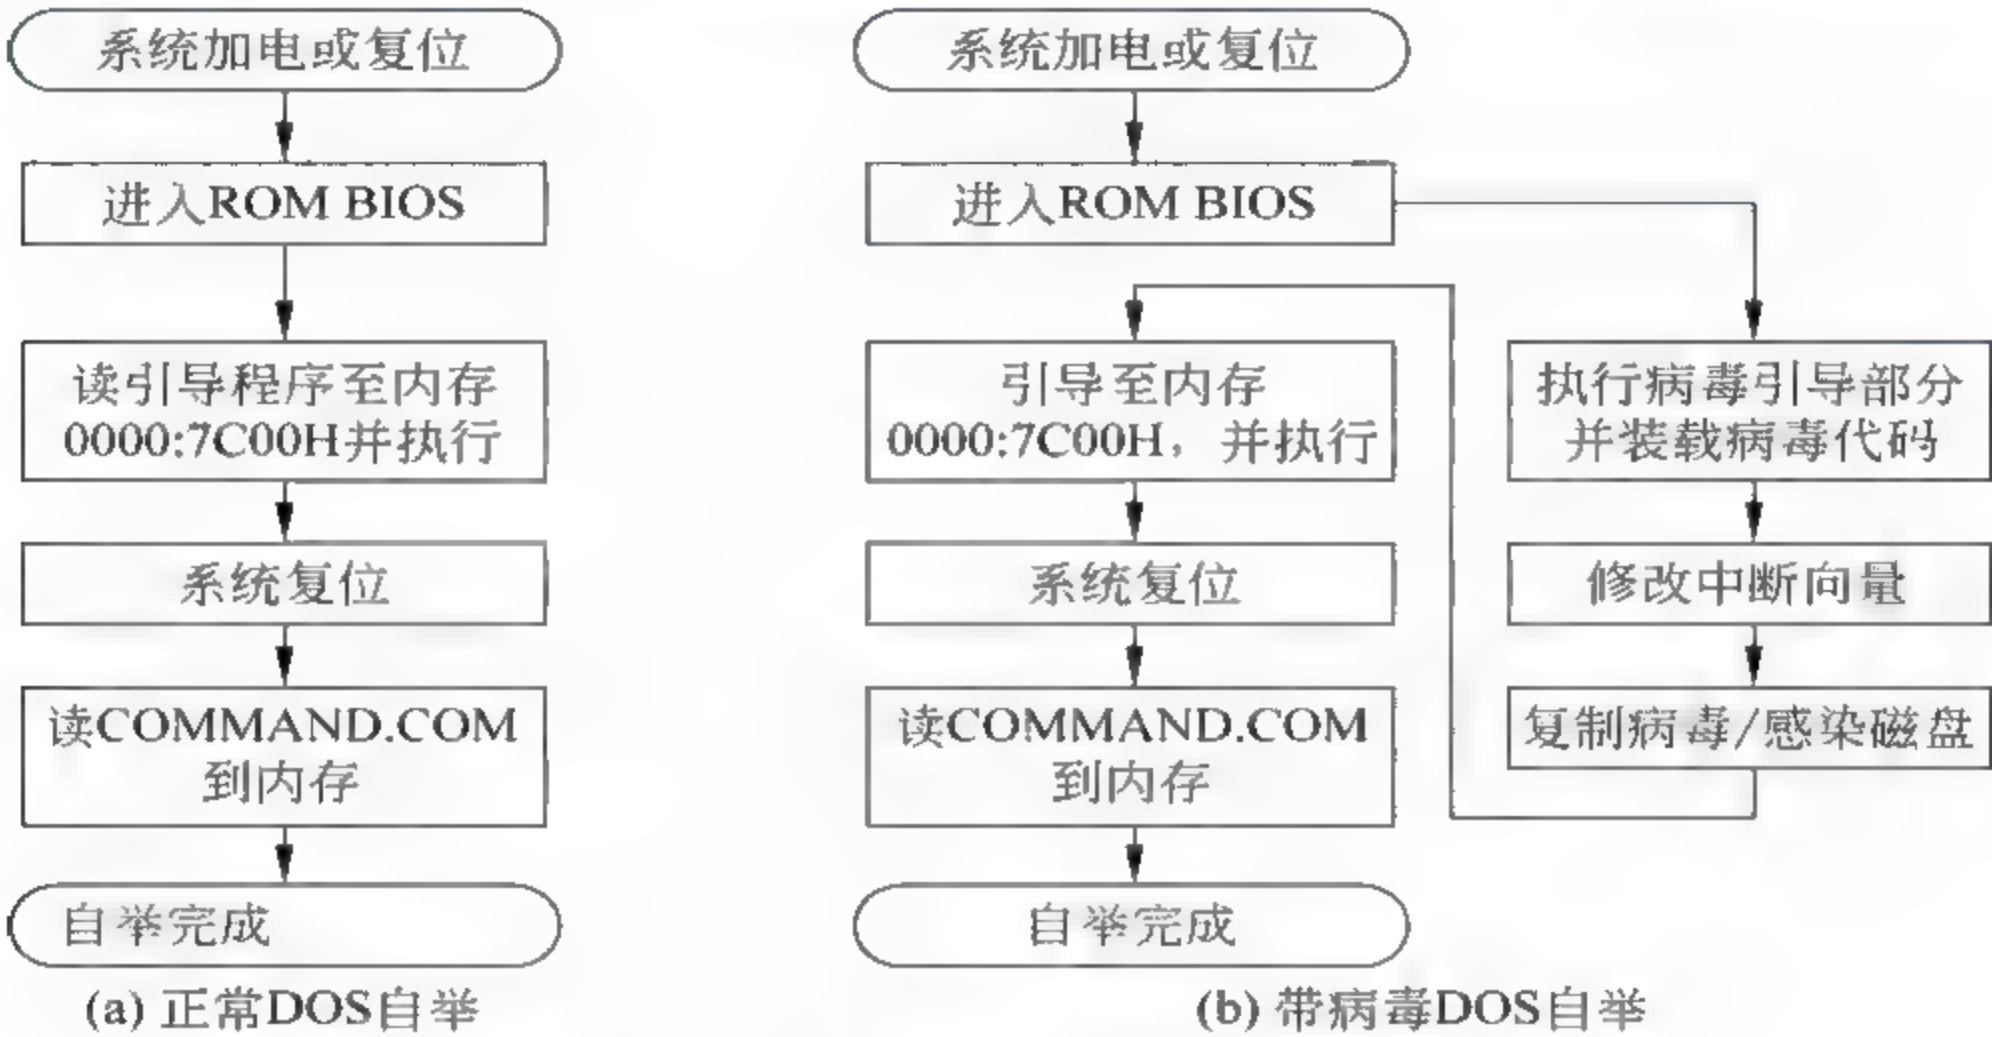 系统加电或复位
进入ROM BIOS
读引导程序至内存
0000:7C00H并执行
系统复位
读COMMAND.COM
到内存
自举完成
(a) 正常DOS自举
系统加电或复位
进入ROM BIOS
引导至内存
0000:7C00H，并执行
系统复位
读COMMAND.COM
到内存
自举完成
执行病毒引导部分
并装载病毒代码
修改中断向量
复制病毒/感染磁盘
(b) 带病毒DOS自举